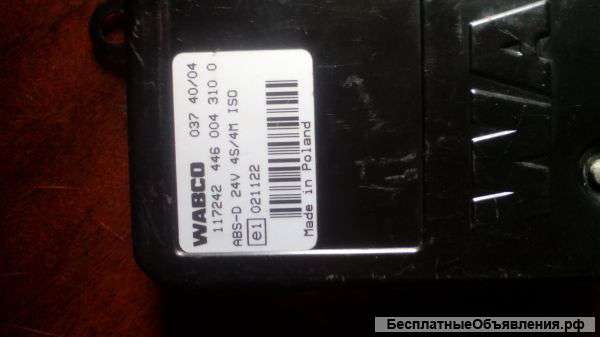 WABCO 037 40/04
117242 446 004 310 0
ABS-D 24V 4S/4M ISO
e1 021122
Made in Poland
БесплатныеОбъявления.рф